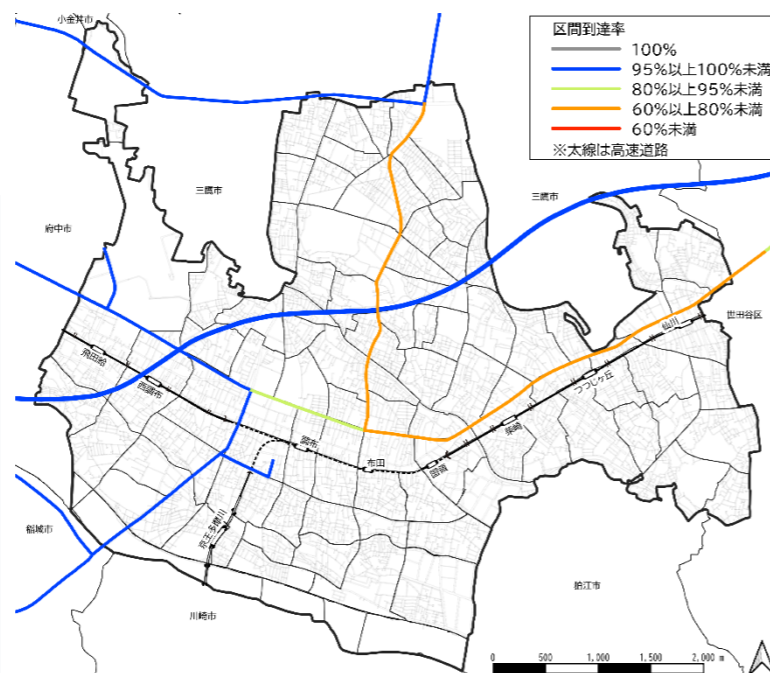 小金井市
区間到達率
100%
95%以上100%未満
80%以上95%未満
60%以上80%未満
60%未満
※太線は高速道路
三鷹市
三鷹市
府中市
世田谷区
仙川
飛田給
つつじヶ丘
西調布
柴崎
調布
布田
国領
京王多摩川
稲城市
狛江市
川崎市
0 500 1,000 1,500 2,000 m